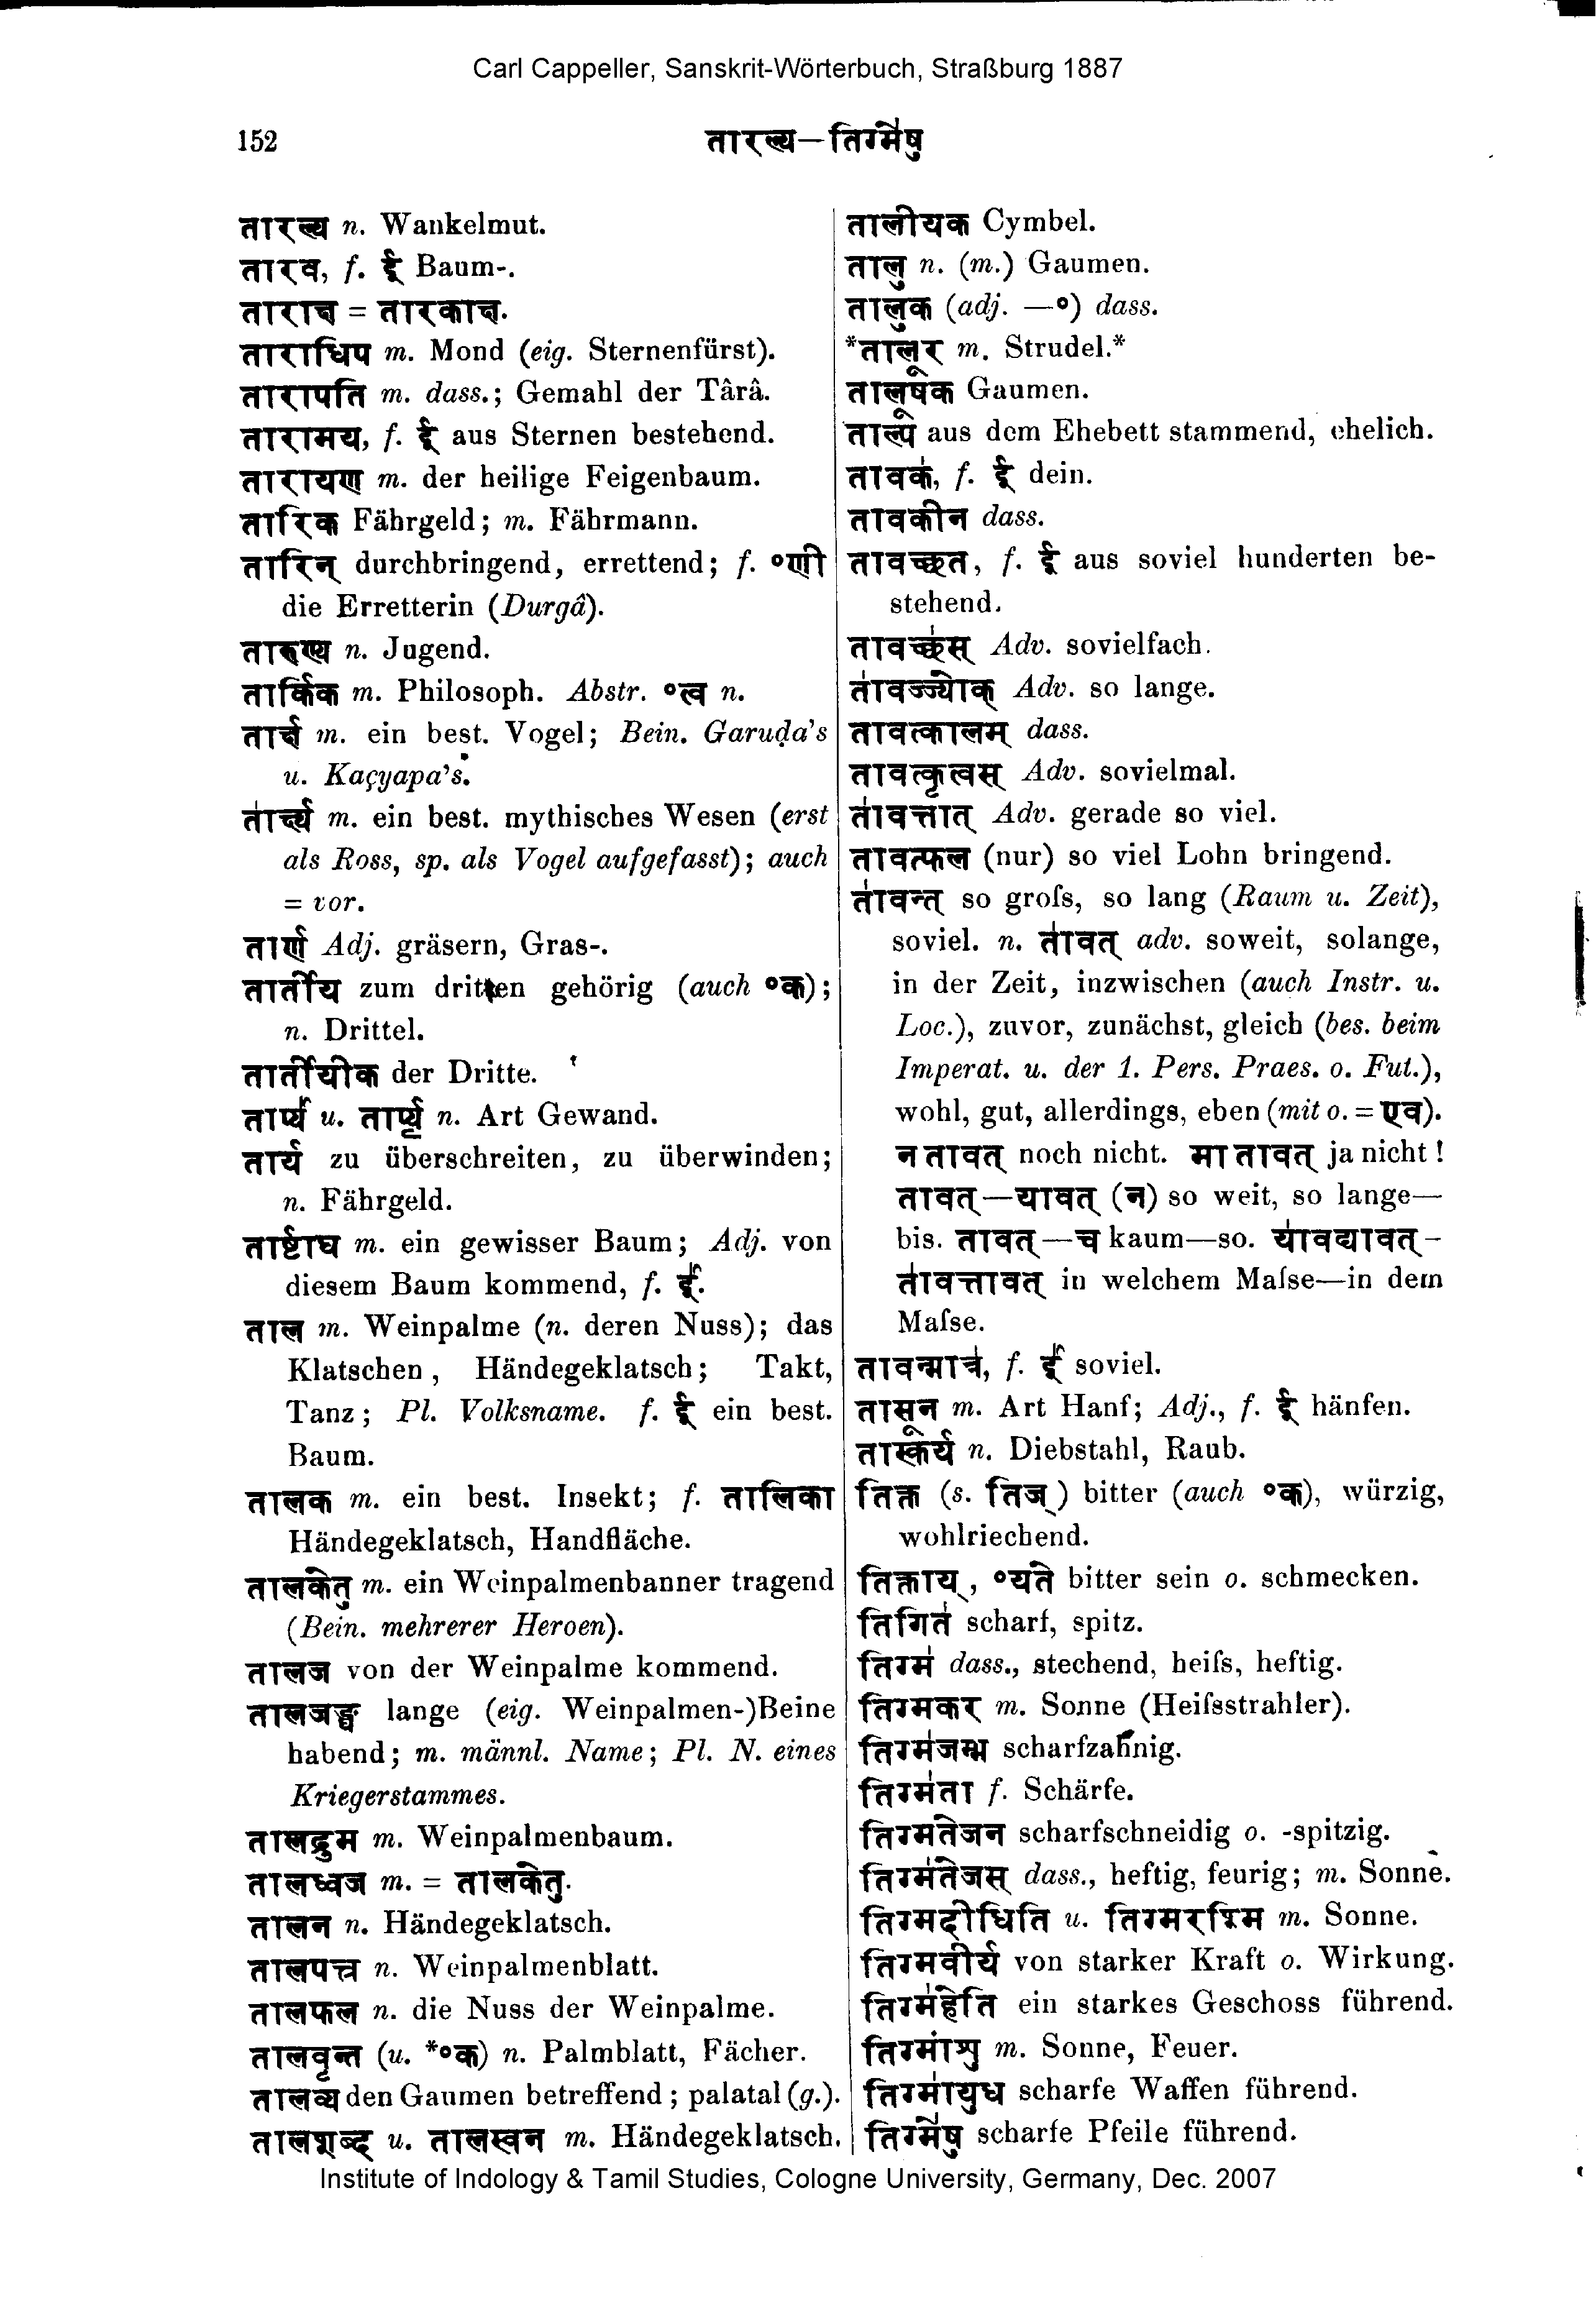 Carl Cappeller, Sanskrit-Wörterbuch, Straßburg 1887
152
तारल्य—तिग्मे॑षु
तारल्य n. Wankelmut.
तारव, f. ई Baum-.
ताराक्ष = तारकाक्ष.
ताराधिप m. Mond (eig. Sternenfürst).
तारापति m. dass.; Gemahl der Târâ.
तारामय, f. ई aus Sternen bestehend.
तारायण m. der heilige Feigenbaum.
तारिक Fährgeld; m. Fährmann.
तारिन् durchbringend, errettend; f. °णी
die Erretterin (Durgâ).
तारुण्य n. Jugend.
तार्किक m. Philosoph. Abstr. °त्व n.
तार्क्ष m. ein best. Vogel; Bein. Garuḍa's
u. Kaçyapa's.
ता॑र्क्ष्य m. ein best. mythisches Wesen (erst
als Ross, sp. als Vogel aufgefasst); auch
= vor.
तार्ण Adj. gräsern, Gras-.
तार्तीय zum dritten gehörig (auch °क);
n. Drittel.
तार्तीयीक der Dritte.
तार्प्य॑ u. तार्प्य n. Art Gewand.
तार्य zu überschreiten, zu überwinden;
n. Fährgeld.
तार्ष्टाघ m. ein gewisser Baum; Adj. von
diesem Baum kommend, f. ई॑.
ताल m. Weinpalme (n. deren Nuss); das
Klatschen, Händegeklatsch; Takt,
Tanz; Pl. Volksname. f. ई ein best.
Baum.
तालक m. ein best. Insekt; f. तालिका
Händegeklatsch, Handfläche.
तालकेतु m. ein Weinpalmenbanner tragend
(Bein. mehrerer Heroen).
तालज von der Weinpalme kommend.
तालजङ्घ lange (eig. Weinpalmen-)Beine
habend; m. männl. Name; Pl. N. eines
Kriegerstammes.
तालद्रुम m. Weinpalmenbaum.
तालध्वज m. = तालकेतु.
तालन n. Händegeklatsch.
तालपत्त्र n. Weinpalmenblatt.
तालफल n. die Nuss der Weinpalme.
तालवृन्त (u. *°क) n. Palmblatt, Fächer.
तालव्य den Gaumen betreffend; palatal (g.).
तालशब्द u. तालस्वन m. Händegeklatsch.
तालीयक Cymbel.
तालु n. (m.) Gaumen.
तालुक (adj. —°) dass.
*तालूर m. Strudel.*
तालूषक Gaumen.
ताल्प aus dem Ehebett stammend, ehelich.
तावक॑, f. ई dein.
तावकीन dass.
तावच्छत, f. ई aus soviel hunderten be-
stehend.
तावच्छ॑स् Adv. sovielfach.
ता॑वज्ज्योक् Adv. so lange.
तावत्कालम् dass.
तावत्कृत्वस् Adv. sovielmal.
ता॑वत्तात् Adv. gerade so viel.
तावत्फल (nur) so viel Lohn bringend.
ता॑वन्त् so groſs, so lang (Raum u. Zeit),
soviel. n. ता॑वत् adv. soweit, solange,
in der Zeit, inzwischen (auch Instr. u.
Loc.), zuvor, zunächst, gleich (bes. beim
Imperat. u. der 1. Pers. Praes. o. Fut.),
wohl, gut, allerdings, eben (mit o. = एव).
न तावत् noch nicht. मा तावत् ja nicht!
तावत्—यावत् (न) so weit, so lange—
bis. तावत्—च kaum—so. या॑वद्यावत्-
ता॑वत्तावत् in welchem Maſse—in dem
Maſse.
तावन्मात्र॑, f. ई॑ soviel.
तासून m. Art Hanf; Adj., f. ई hänfen.
तास्कर्य n. Diebstahl, Raub.
तिक्त (s. तिज्) bitter (auch °क), würzig,
wohlriechend.
तिक्ताय्, °यते bitter sein o. schmecken.
तिगित॑ scharf, spitz.
तिग्म॑ dass., stechend, heiſs, heftig.
तिग्मकर m. Sonne (Heiſsstrahler).
तिग्म॑जम्भ scharfzahnig.
तिग्म॑ता f. Schärfe.
तिग्मतेजन scharfschneidig o. -spitzig.
तिग्म॑तेजस् dass., heftig, feurig; m. Sonne.
तिग्मदीधिति u. तिग्मरश्मि m. Sonne.
तिग्मवीर्य von starker Kraft o. Wirkung.
तिग्म॑हेति ein starkes Geschoss führend.
तिग्मांशु m. Sonne, Feuer.
तिग्मा॑युध scharfe Waffen führend.
तिग्मे॑षु scharfe Pfeile führend.
Institute of Indology & Tamil Studies, Cologne University, Germany, Dec. 2007